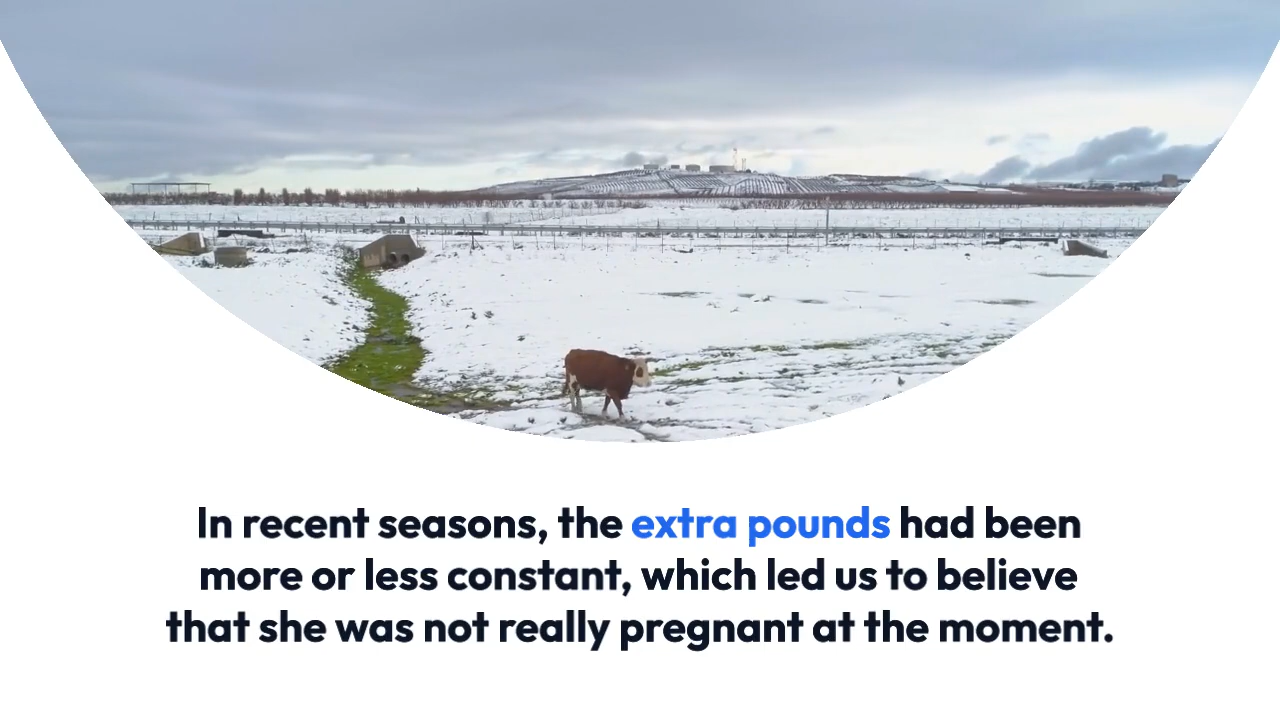 In recent seasons, the extra pounds had been
more or less constant, which led us to believe
that she was not really pregnant at the moment.